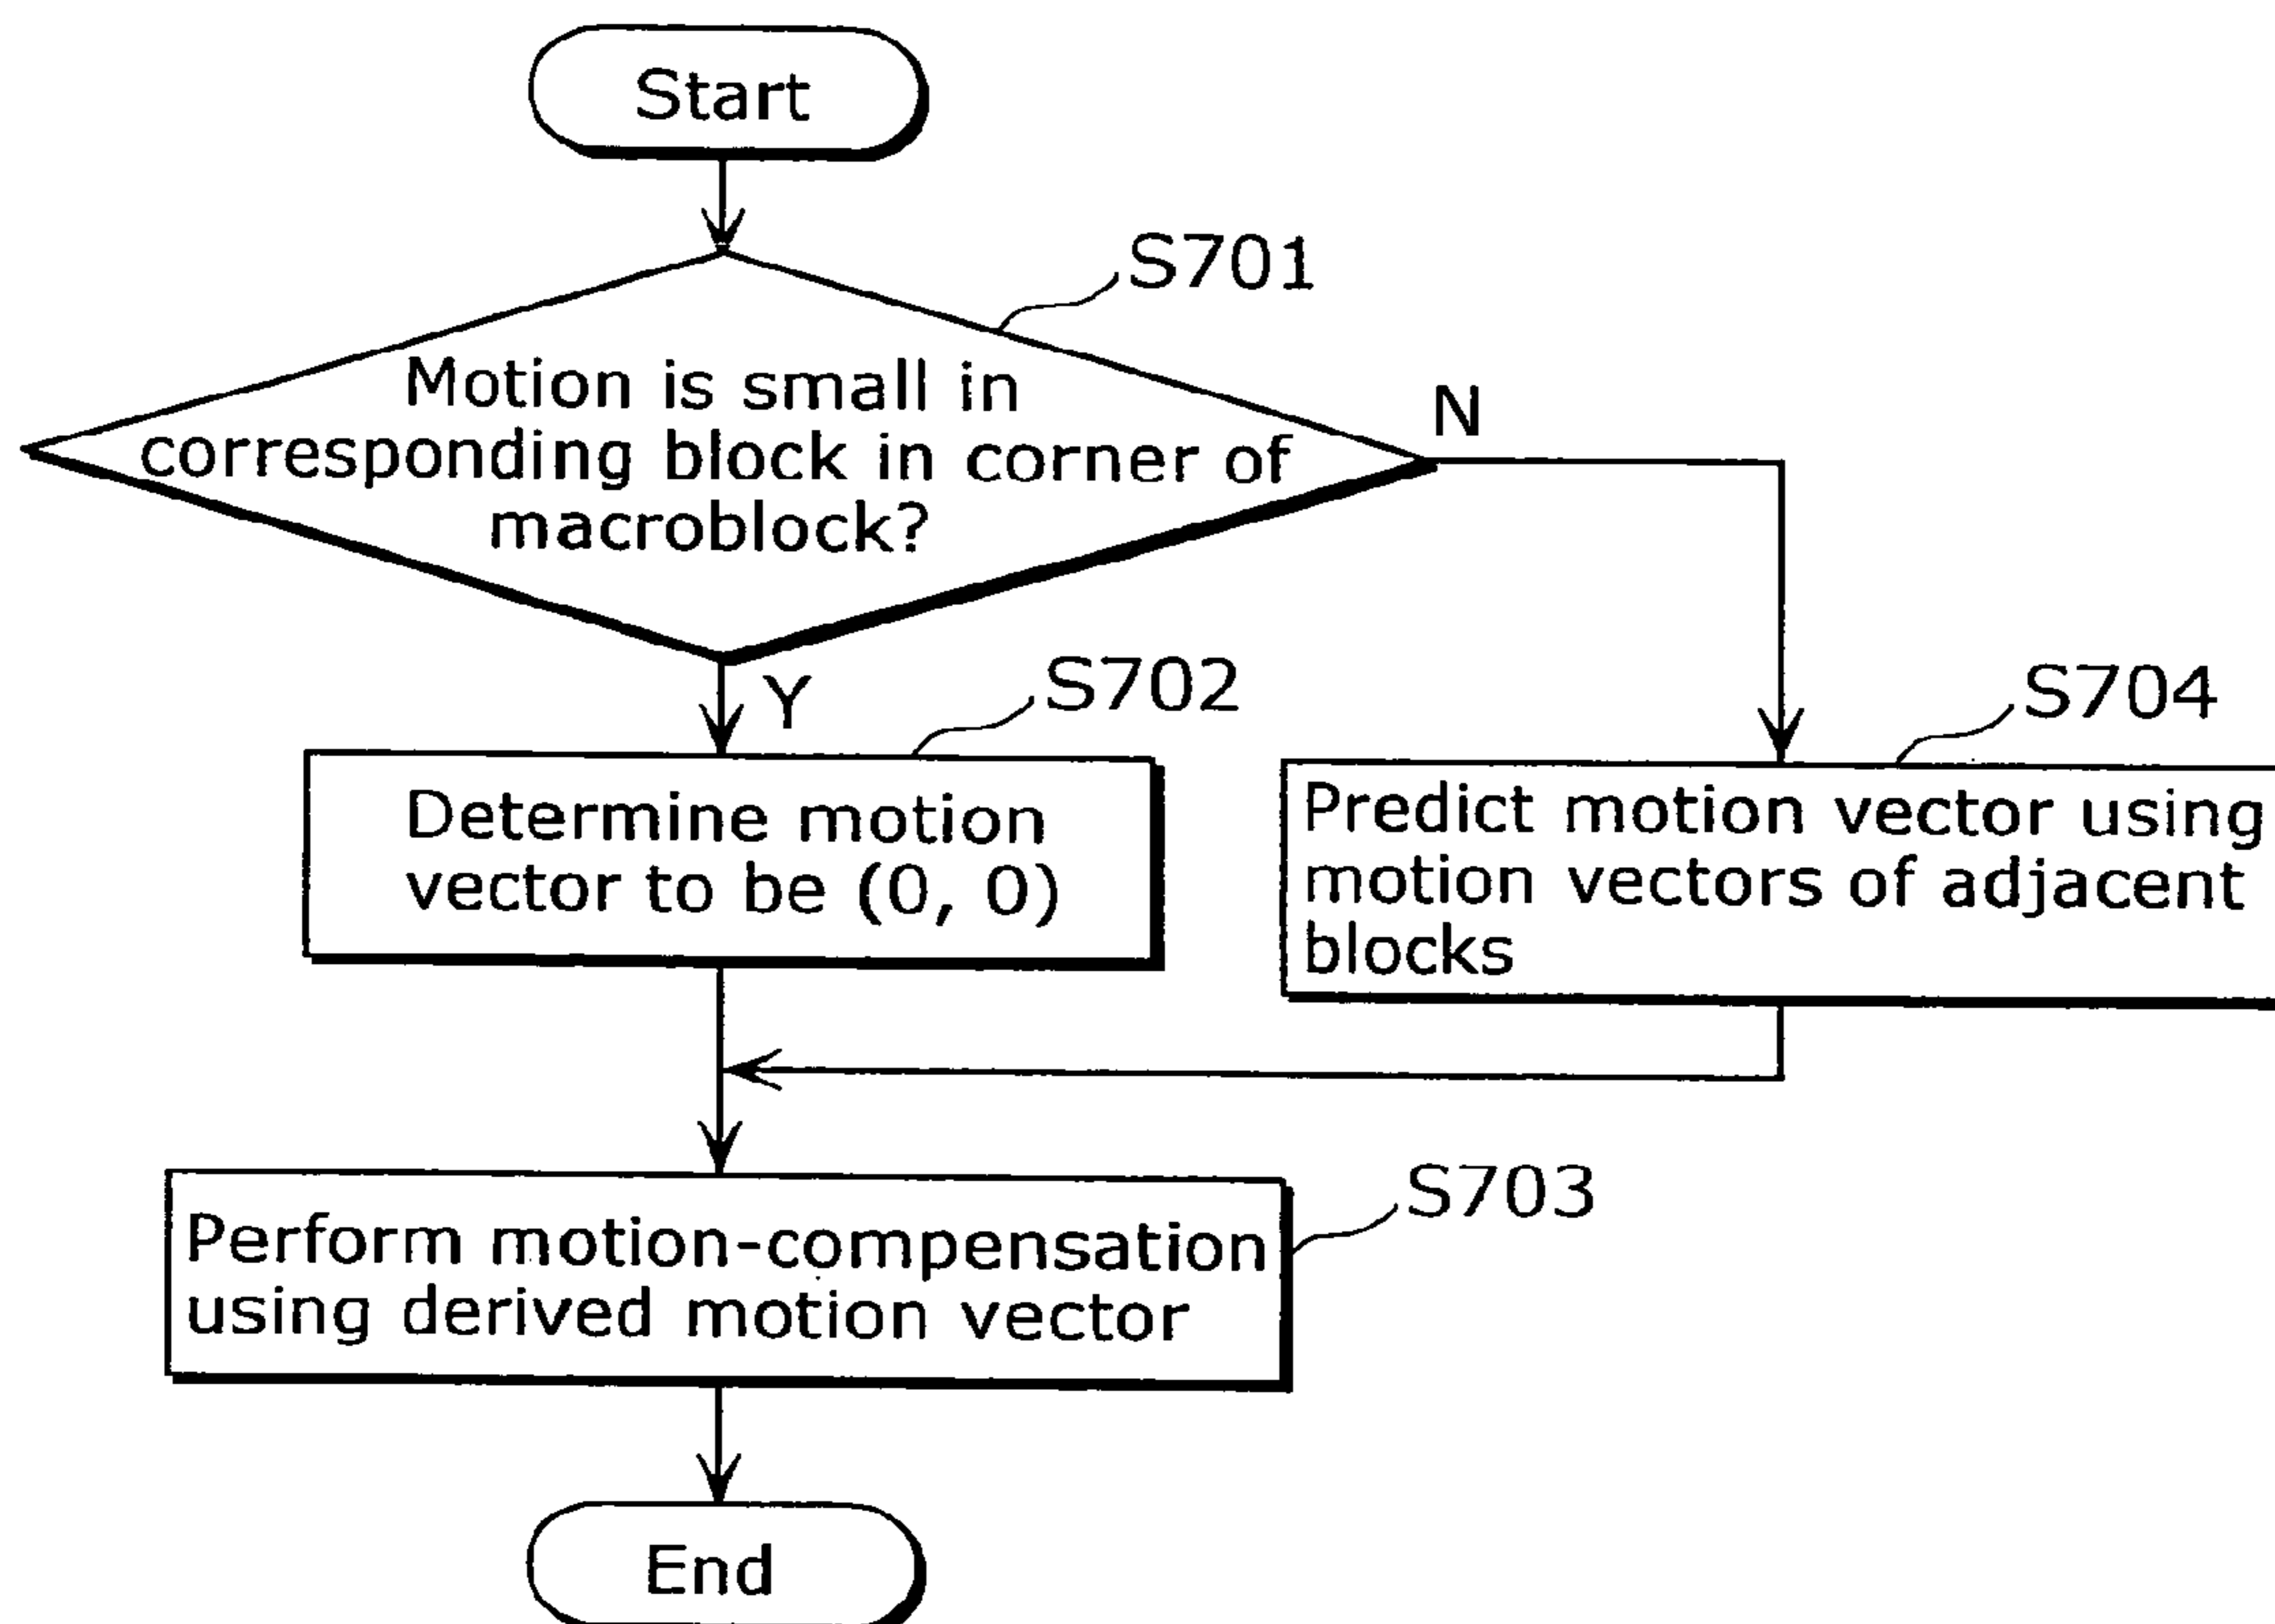 Start
S701
Motion is small in
corresponding block in corner of
macroblock?
N
Y
S702
Determine motion
vector to be (0, 0)
S704
Predict motion vector using
motion vectors of adjacent
blocks
S703
Perform motion-compensation
using derived motion vector
End